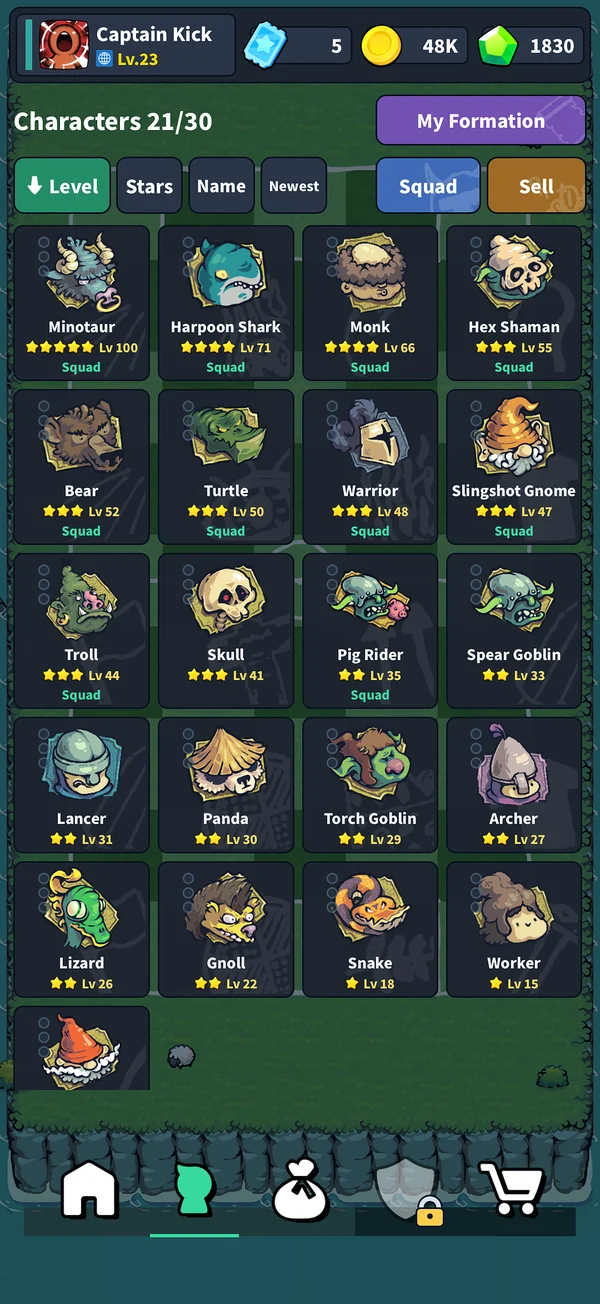 Captain Kick
Lv.23
5
48K
1830
Characters 21/30
My Formation
Level
Stars
Name
Newest
Squad
Sell
Minotaur
Lv 100
Squad
Harpoon Shark
Lv 71
Squad
Monk
Lv 66
Squad
Hex Shaman
Lv 55
Squad
Bear
Lv 52
Squad
Turtle
Lv 50
Squad
Warrior
Lv 48
Squad
Slingshot Gnome
Lv 47
Squad
Troll
Lv 44
Squad
Skull
Lv 41
Pig Rider
Lv 35
Squad
Spear Goblin
Lv 33
Lancer
Lv 31
Panda
Lv 30
Torch Goblin
Lv 29
Archer
Lv 27
Lizard
Lv 26
Gnoll
Lv 22
Snake
Lv 18
Worker
Lv 15